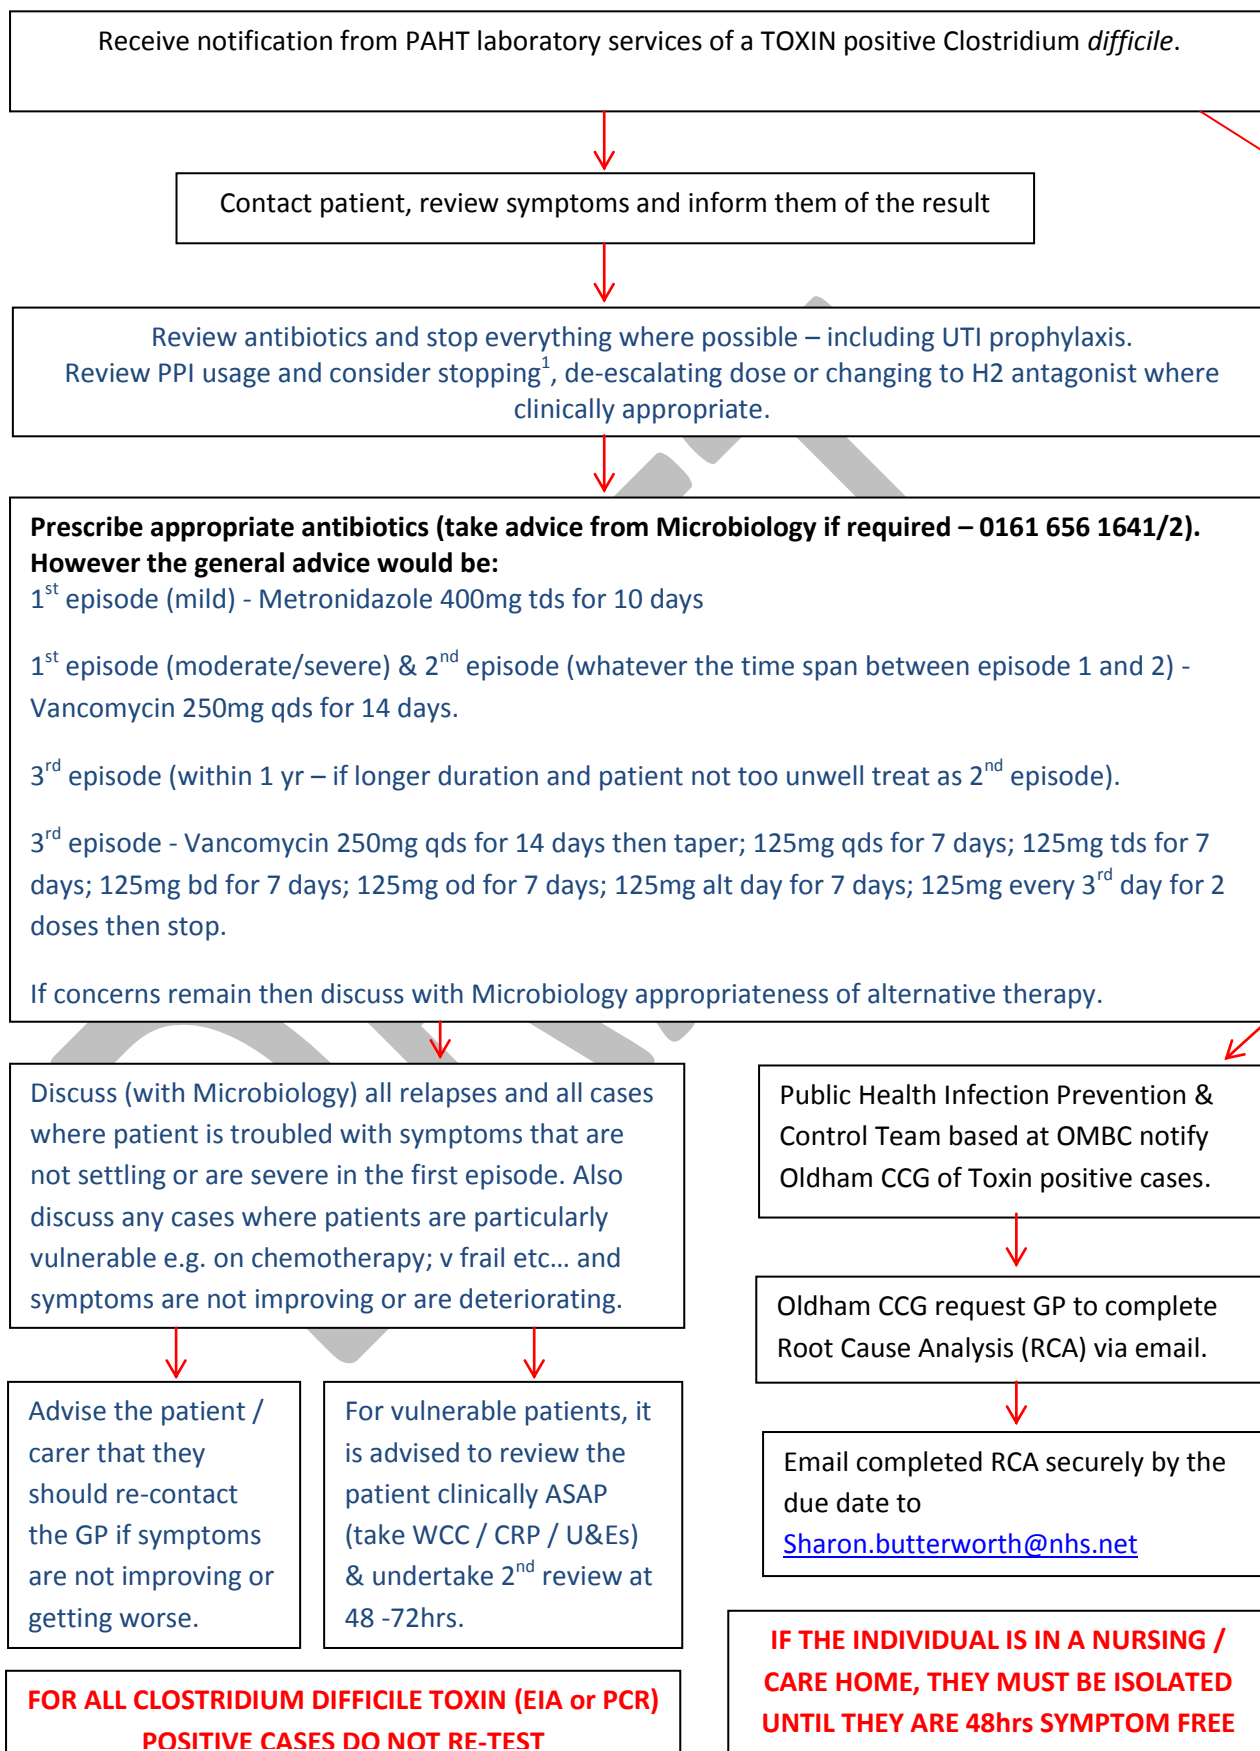 Receive notification from PAHT laboratory services of a TOXIN positive Clostridium difficile.
Contact patient, review symptoms and inform them of the result
Review antibiotics and stop everything where possible – including UTI prophylaxis.
Review PPI usage and consider stopping1, de-escalating dose or changing to H2 antagonist where
clinically appropriate.
Prescribe appropriate antibiotics (take advice from Microbiology if required – 0161 656 1641/2).
However the general advice would be:
1st episode (mild) - Metronidazole 400mg tds for 10 days
1st episode (moderate/severe) & 2nd episode (whatever the time span between episode 1 and 2) -
Vancomycin 250mg qds for 14 days.
3rd episode (within 1 yr – if longer duration and patient not too unwell treat as 2nd episode).
3rd episode - Vancomycin 250mg qds for 14 days then taper; 125mg qds for 7 days; 125mg tds for 7
days; 125mg bd for 7 days; 125mg od for 7 days; 125mg alt day for 7 days; 125mg every 3rd day for 2
doses then stop.
If concerns remain then discuss with Microbiology appropriateness of alternative therapy.
Discuss (with Microbiology) all relapses and all cases
where patient is troubled with symptoms that are
not settling or are severe in the first episode. Also
discuss any cases where patients are particularly
vulnerable e.g. on chemotherapy; v frail etc… and
symptoms are not improving or are deteriorating.
Advise the patient /
carer that they
should re-contact
the GP if symptoms
are not improving or
getting worse.
For vulnerable patients, it
is advised to review the
patient clinically ASAP
(take WCC / CRP / U&Es)
& undertake 2nd review at
48 -72hrs.
FOR ALL CLOSTRIDIUM DIFFICILE TOXIN (EIA or PCR)
POSITIVE CASES DO NOT RE-TEST
Public Health Infection Prevention &
Control Team based at OMBC notify
Oldham CCG of Toxin positive cases.
Oldham CCG request GP to complete
Root Cause Analysis (RCA) via email.
Email completed RCA securely by the
due date to
Sharon.butterworth@nhs.net
IF THE INDIVIDUAL IS IN A NURSING /
CARE HOME, THEY MUST BE ISOLATED
UNTIL THEY ARE 48hrs SYMPTOM FREE